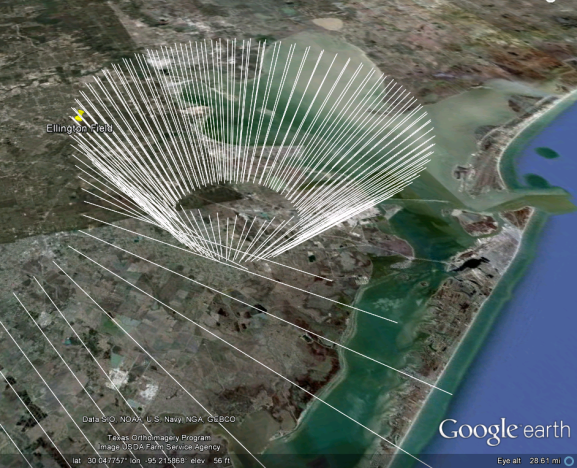 Ellington Field
Data SIO, NOAA, U.S. Navy, NGA, GEBCO
Texas Orthoimagery Program
Image USDA Farm Service Agency
Google earth
lat 30.047757° lon -95.215868° elev 56 ft
Eye alt 28.61 mi